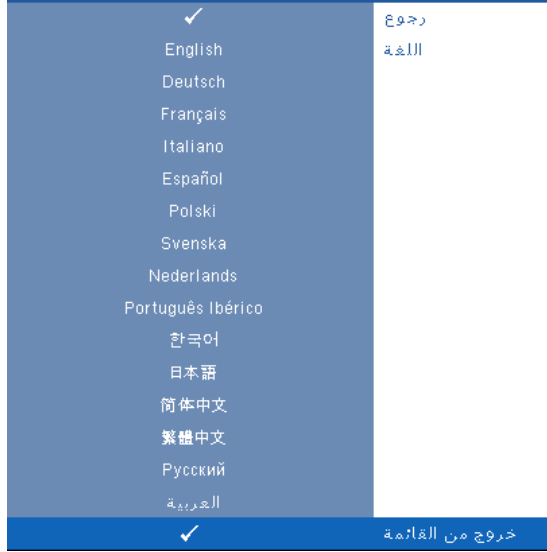 ✓ رجوع
English اللغة
Deutsch
Français
Italiano
Español
Polski
Svenska
Nederlands
Português Ibérico
한국어
日本語
简体中文
繁體中文
Русский
العربية
✓ خروج من القائمة